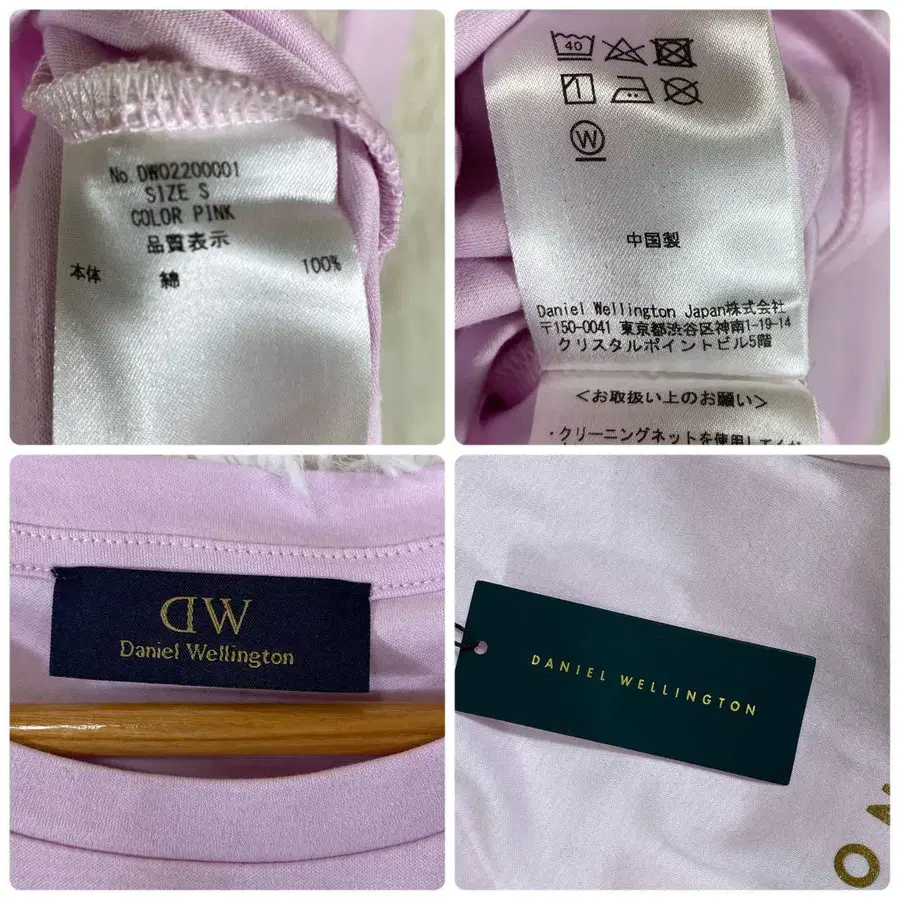 No. DW02200001
SIZE S
COLOR PINK
品質表示
本体 綿 100%
40
W
中国製
Daniel Wellington Japan株式会社
〒150-0041 東京都渋谷区神南1-19-14
クリスタルポイントビル5階
<お取扱い上のお願い>
・クリーニングネットを使用して
DW
Daniel Wellington
DANIEL WELLINGTON
ON